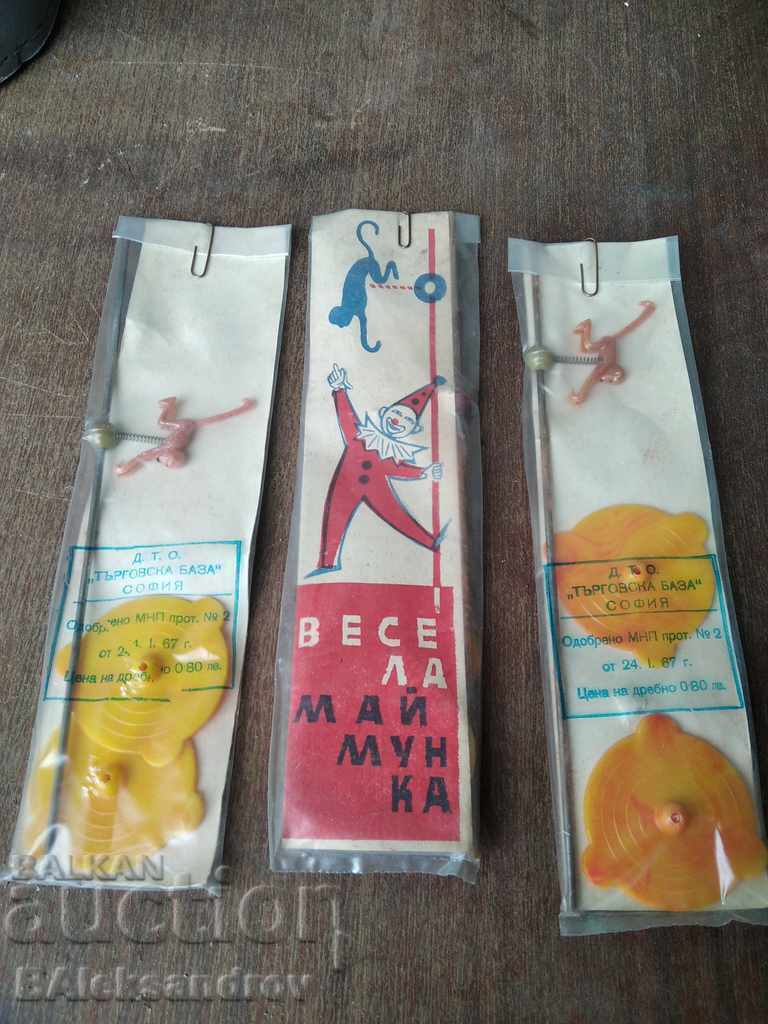 Д. Т. О.
„ТЪРГОВСКА БАЗА"
СОФИЯ
Одобрено МНП прот. № 2
от 24. I. 67 г.
Цена на дребно 0·80 лв.
ВЕСЕ
ЛА
МАЙ
МУН
КА
Д. Т. О.
„ТЪРГОВСКА БАЗА"
СОФИЯ
Одобрено МНП прот. № 2
от 24. I. 67 г.
Цена на дребно 0·80 лв.
BALKAN
auction
BAleksandrov